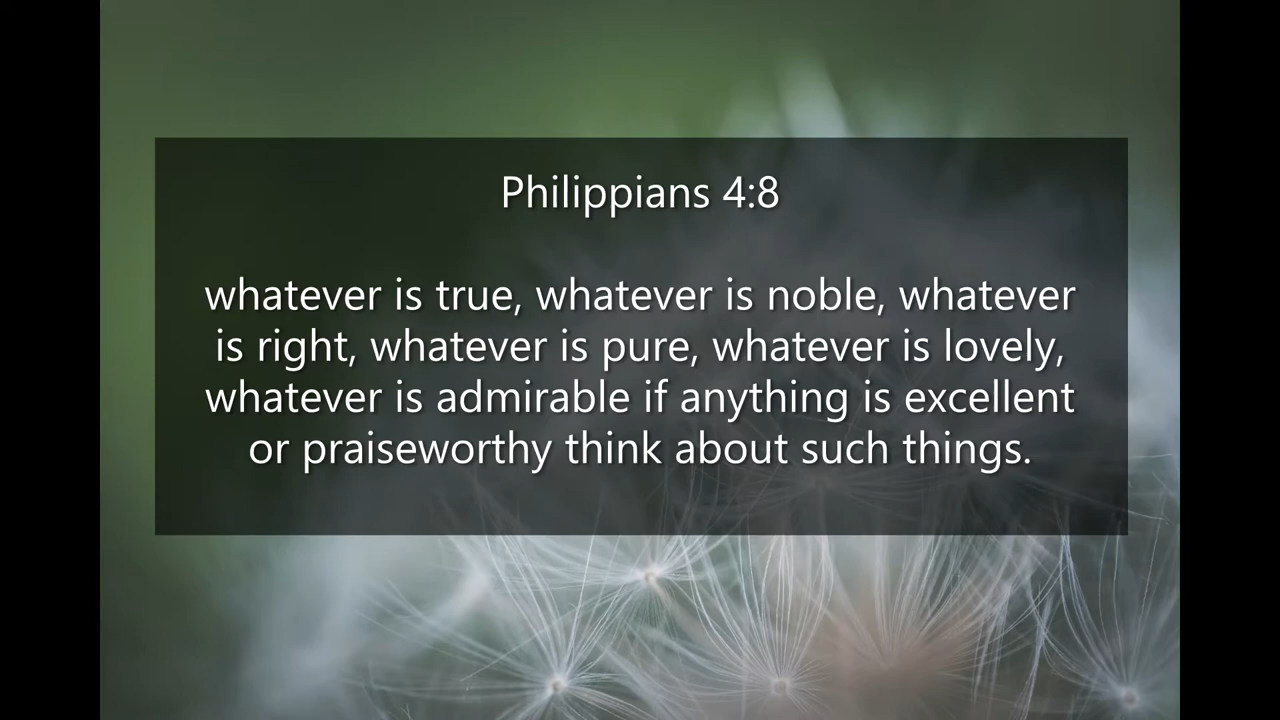 Philippians 4:8
whatever is true, whatever is noble, whatever
is right, whatever is pure, whatever is lovely,
whatever is admirable if anything is excellent
or praiseworthy think about such things.